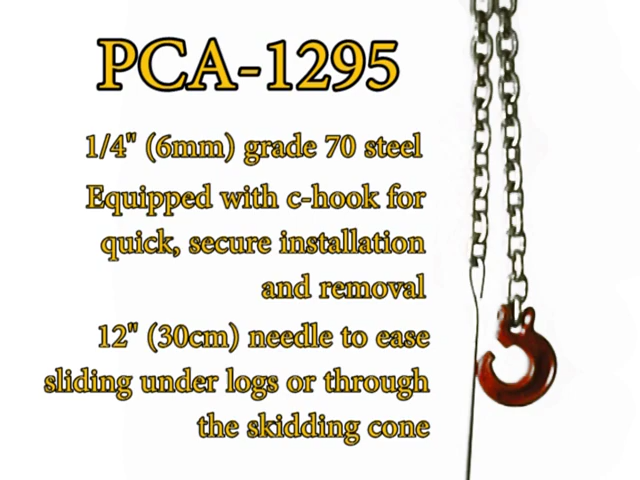 PCA-1295
1/4" (6mm) grade 70 steel
Equipped with c-hook for
quick, secure installation
and removal
12" (30cm) needle to ease
sliding under logs or through
the skidding cone